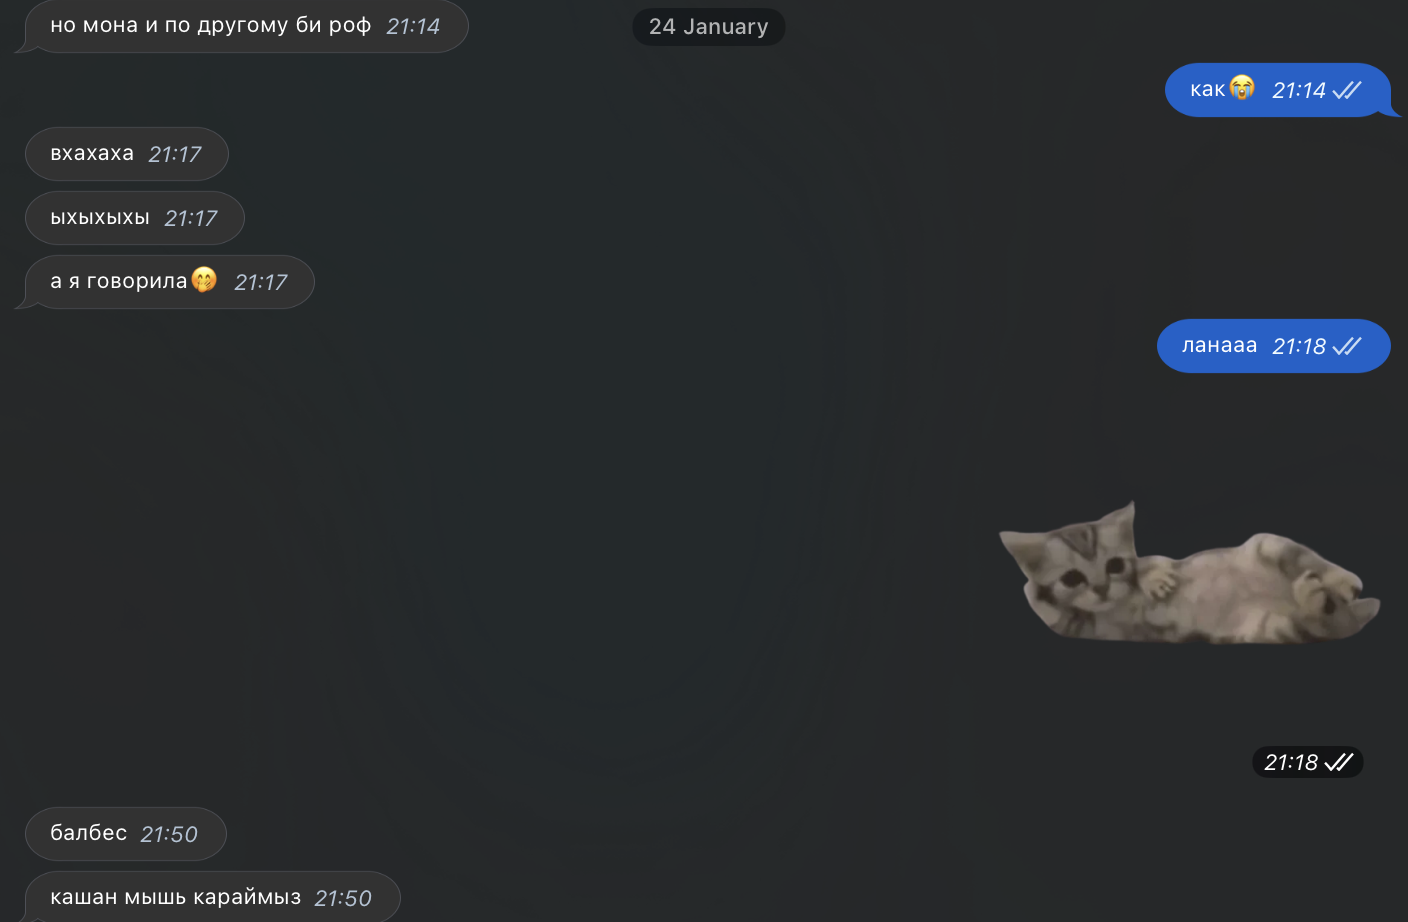 но мона и по другому би роф 21:14
24 January
как😭 21:14
вхахаха 21:17
ыхыхыхы 21:17
а я говорила🤭 21:17
ланааа 21:18
21:18
балбес 21:50
кашан мышь караймыз 21:50